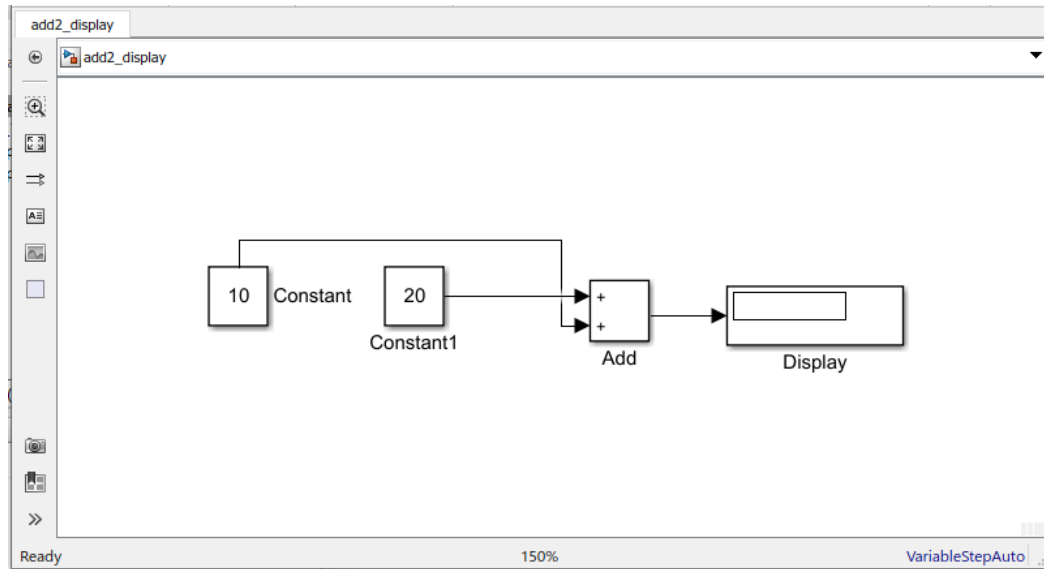 add2_display
add2_display
10
Constant
20
Constant1
+
+
Add
Display
Ready
150%
VariableStepAuto